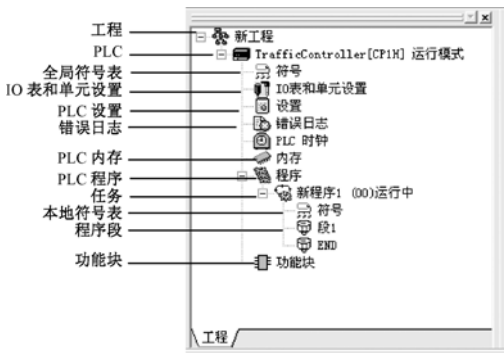 工程
PLC
全局符号表
IO 表和单元设置
PLC 设置
错误日志
PLC 内存
PLC 程序
任务
本地符号表
程序段
功能块
新工程
TrafficController[CP1H] 运行模式
符号
IO表和单元设置
设置
错误日志
PLC 时钟
内存
程序
新程序1 (00)运行中
符号
段1
END
功能块
工程